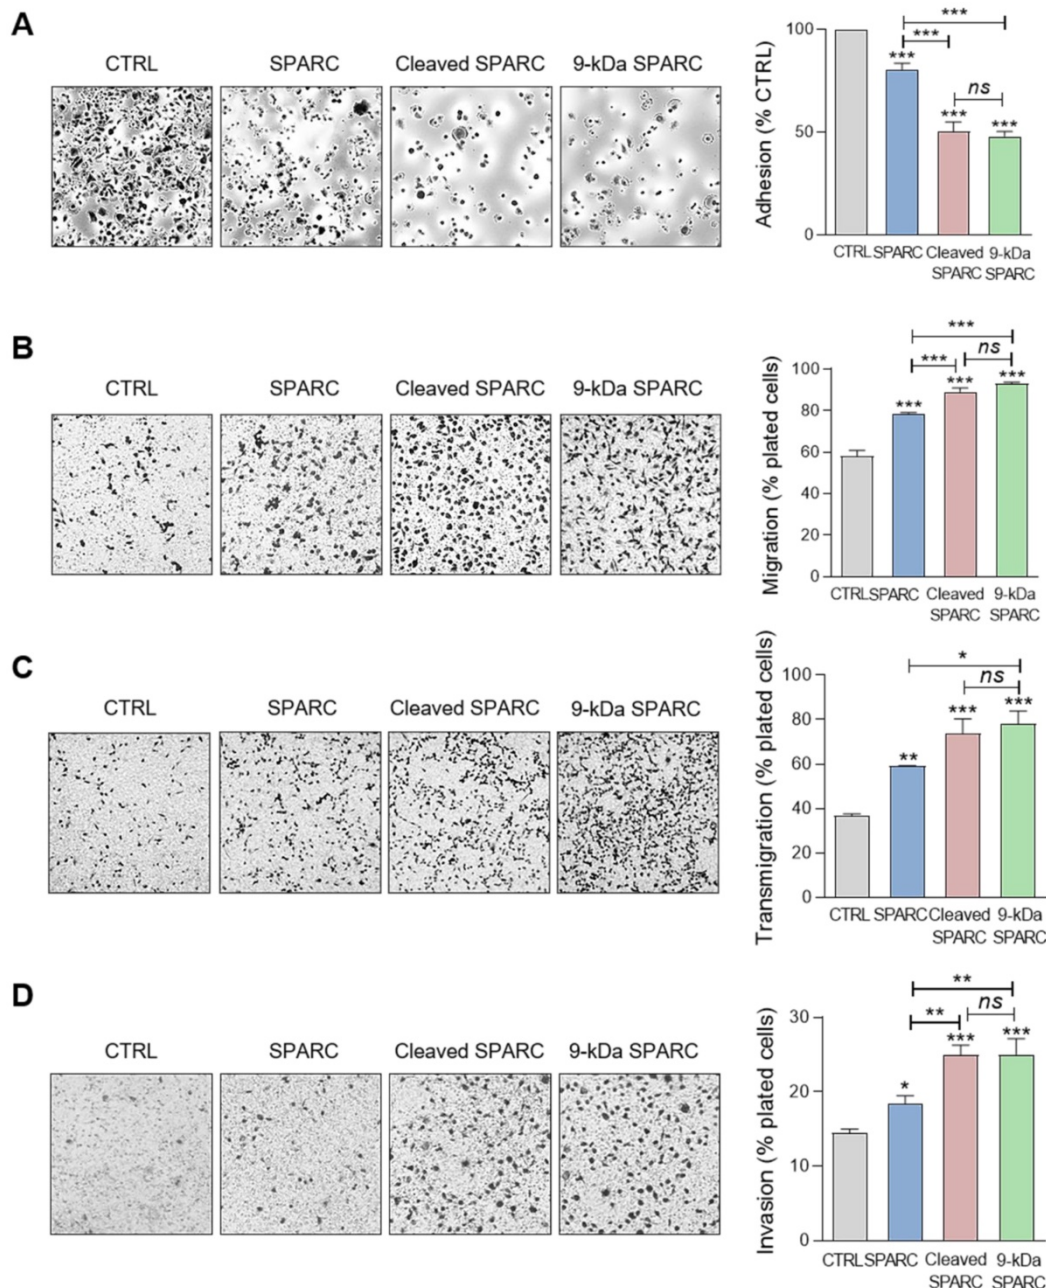 A
CTRL SPARC Cleaved SPARC 9-kDa SPARC
Adhesion (% CTRL)
100
50
0
*** *** *** *** *** ns
CTRL SPARC Cleaved SPARC 9-kDa SPARC
B
CTRL SPARC Cleaved SPARC 9-kDa SPARC
Migration (% plated cells)
100
80
60
40
20
0
*** *** ns *** *** ***
CTRL SPARC Cleaved SPARC 9-kDa SPARC
C
CTRL SPARC Cleaved SPARC 9-kDa SPARC
Transmigration (% plated cells)
100
80
60
40
20
0
* ns *** *** **
CTRL SPARC Cleaved SPARC 9-kDa SPARC
D
CTRL SPARC Cleaved SPARC 9-kDa SPARC
Invasion (% plated cells)
30
20
10
0
** ** ns *** *** *
CTRL SPARC Cleaved SPARC 9-kDa SPARC